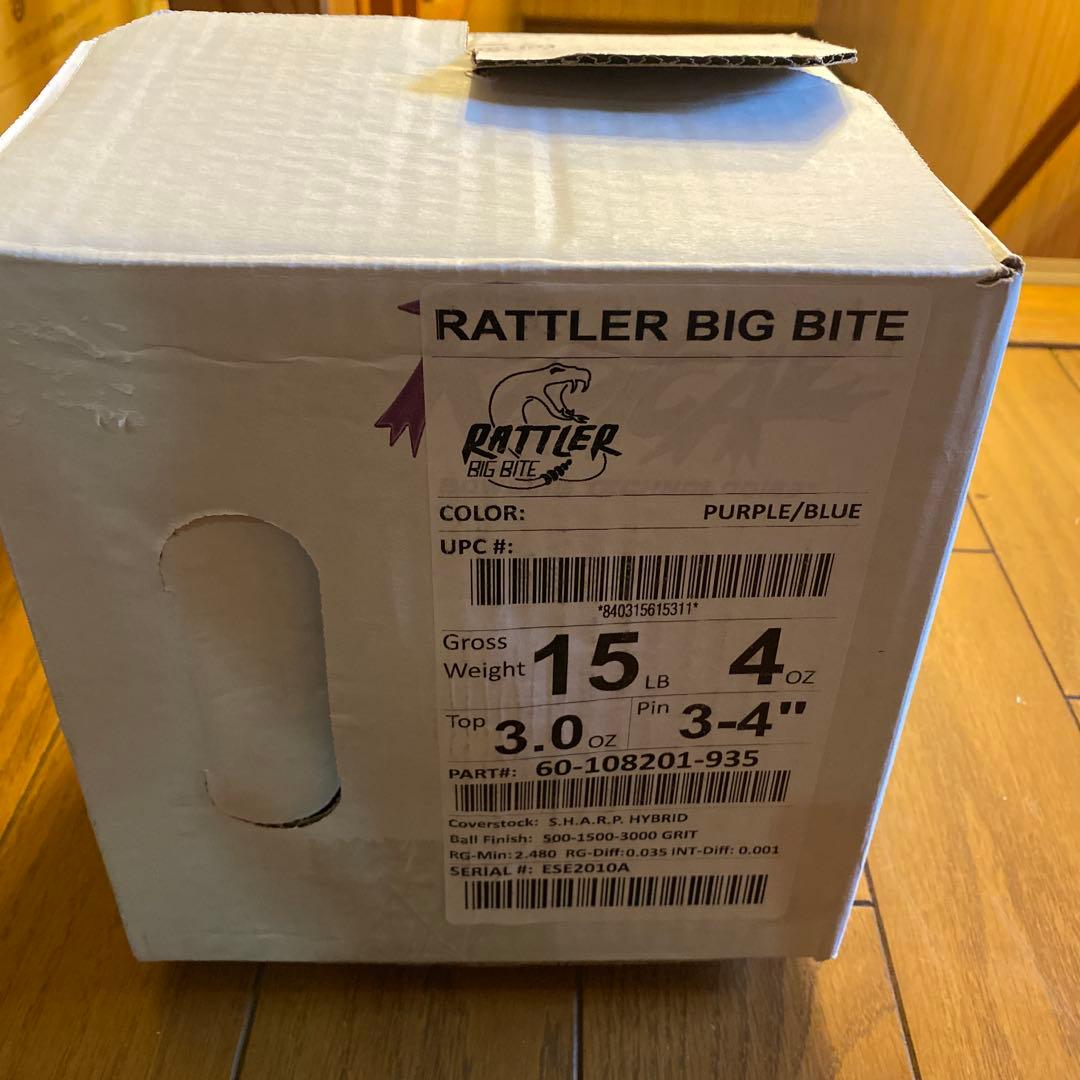 RATTLER BIG BITE
RATTLER
BIG BITE
COLOR: PURPLE/BLUE
UPC #:
*840315615311*
Gross
Weight 15 LB 4 OZ
Top 3.0 OZ Pin 3-4"
PART#: 60-108201-935
Coverstock: S.H.A.R.P. HYBRID
Ball Finish: 500-1500-3000 GRIT
RG-Min: 2.480 RG-Diff:0.035 INT-Diff: 0.001
SERIAL #: ESE2010A